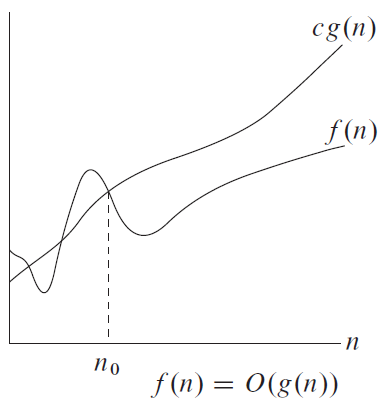 cg(n)
f(n)
n
n₀
f(n) = O(g(n))